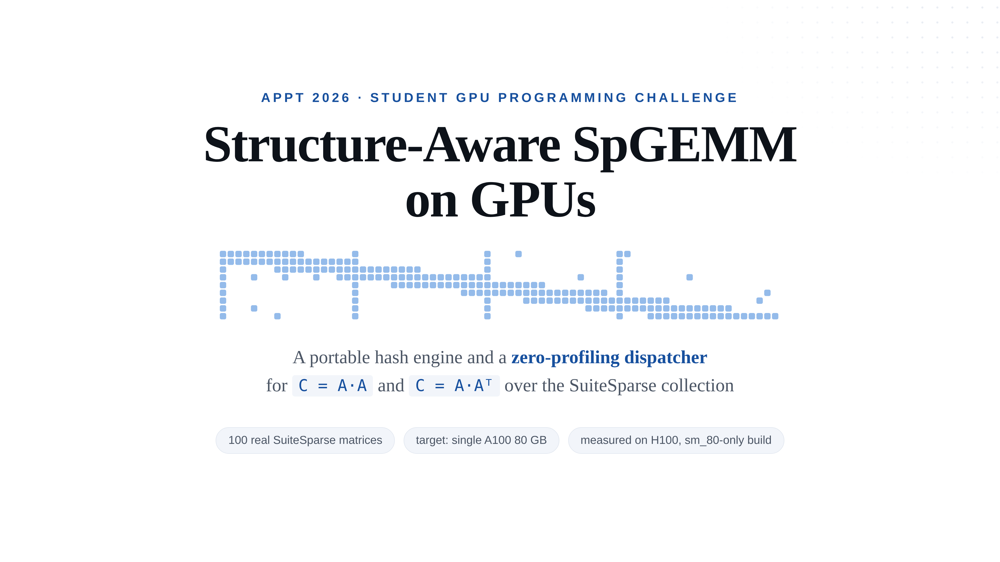 APPT 2026 · STUDENT GPU PROGRAMMING CHALLENGE
Structure-Aware SpGEMM
on GPUs
A portable hash engine and a zero-profiling dispatcher
for C = A·A and C = A·Aᵀ over the SuiteSparse collection
100 real SuiteSparse matrices
target: single A100 80 GB
measured on H100, sm_80-only build